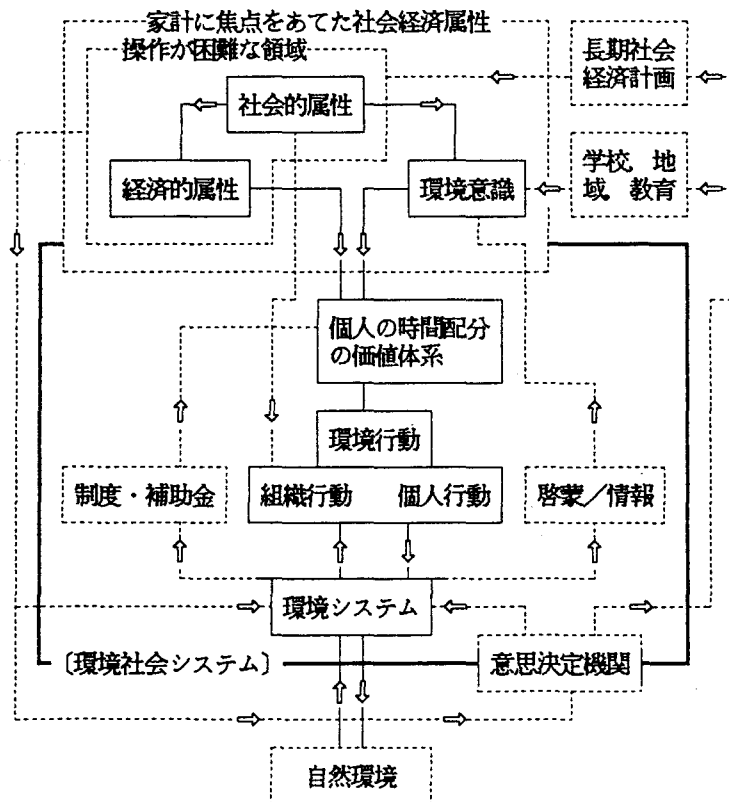 家計に焦点をあてた社会経済属性
操作が困難な領域
長期社会
経済計画
社会的属性
学校、地
域、教育
経済的属性
環境意識
個人の時間配分
の価値体系
環境行動
制度・補助金
組織行動 個人行動
啓蒙／情報
環境システム
〔環境社会システム〕
意思決定機関
自然環境